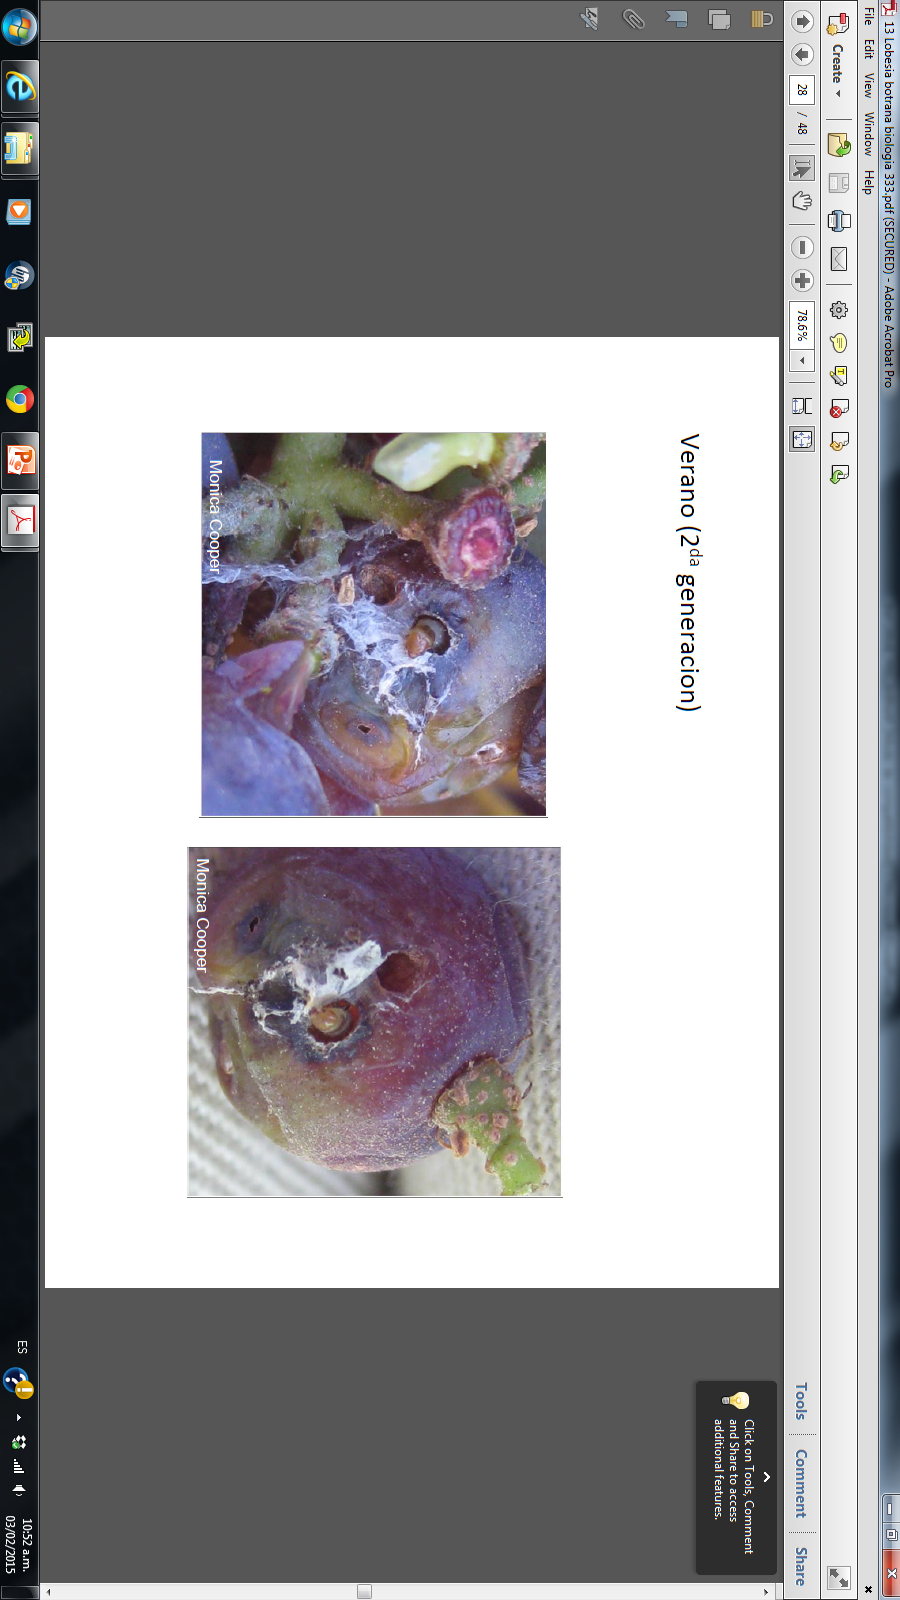 13 Lobesia botrana biologia 333.pdf (SECURED) - Adobe Acrobat Pro
File Edit View Window Help
Create
28 / 48
78.6%
Tools Comment Share
Click on Tools, Comment
and Share to access
additional features.
Verano (2da generacion)
Monica Cooper
Monica Cooper
ES
10:52 a.m.
03/02/2015